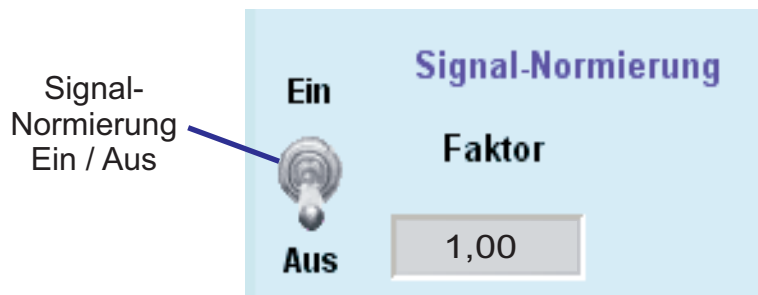 Signal-
Normierung
Ein / Aus
Ein
Signal-Normierung
Faktor
Aus
1,00